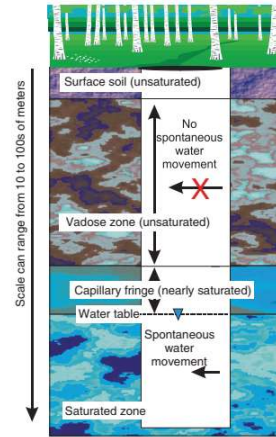 Surface soil (unsaturated)
No
spontaneous
water
movement
X
Vadose zone (unsaturated)
Capillary fringe (nearly saturated)
Water table
Spontaneous
water
movement
Saturated zone
Scale can range from 10 to 100s of meters